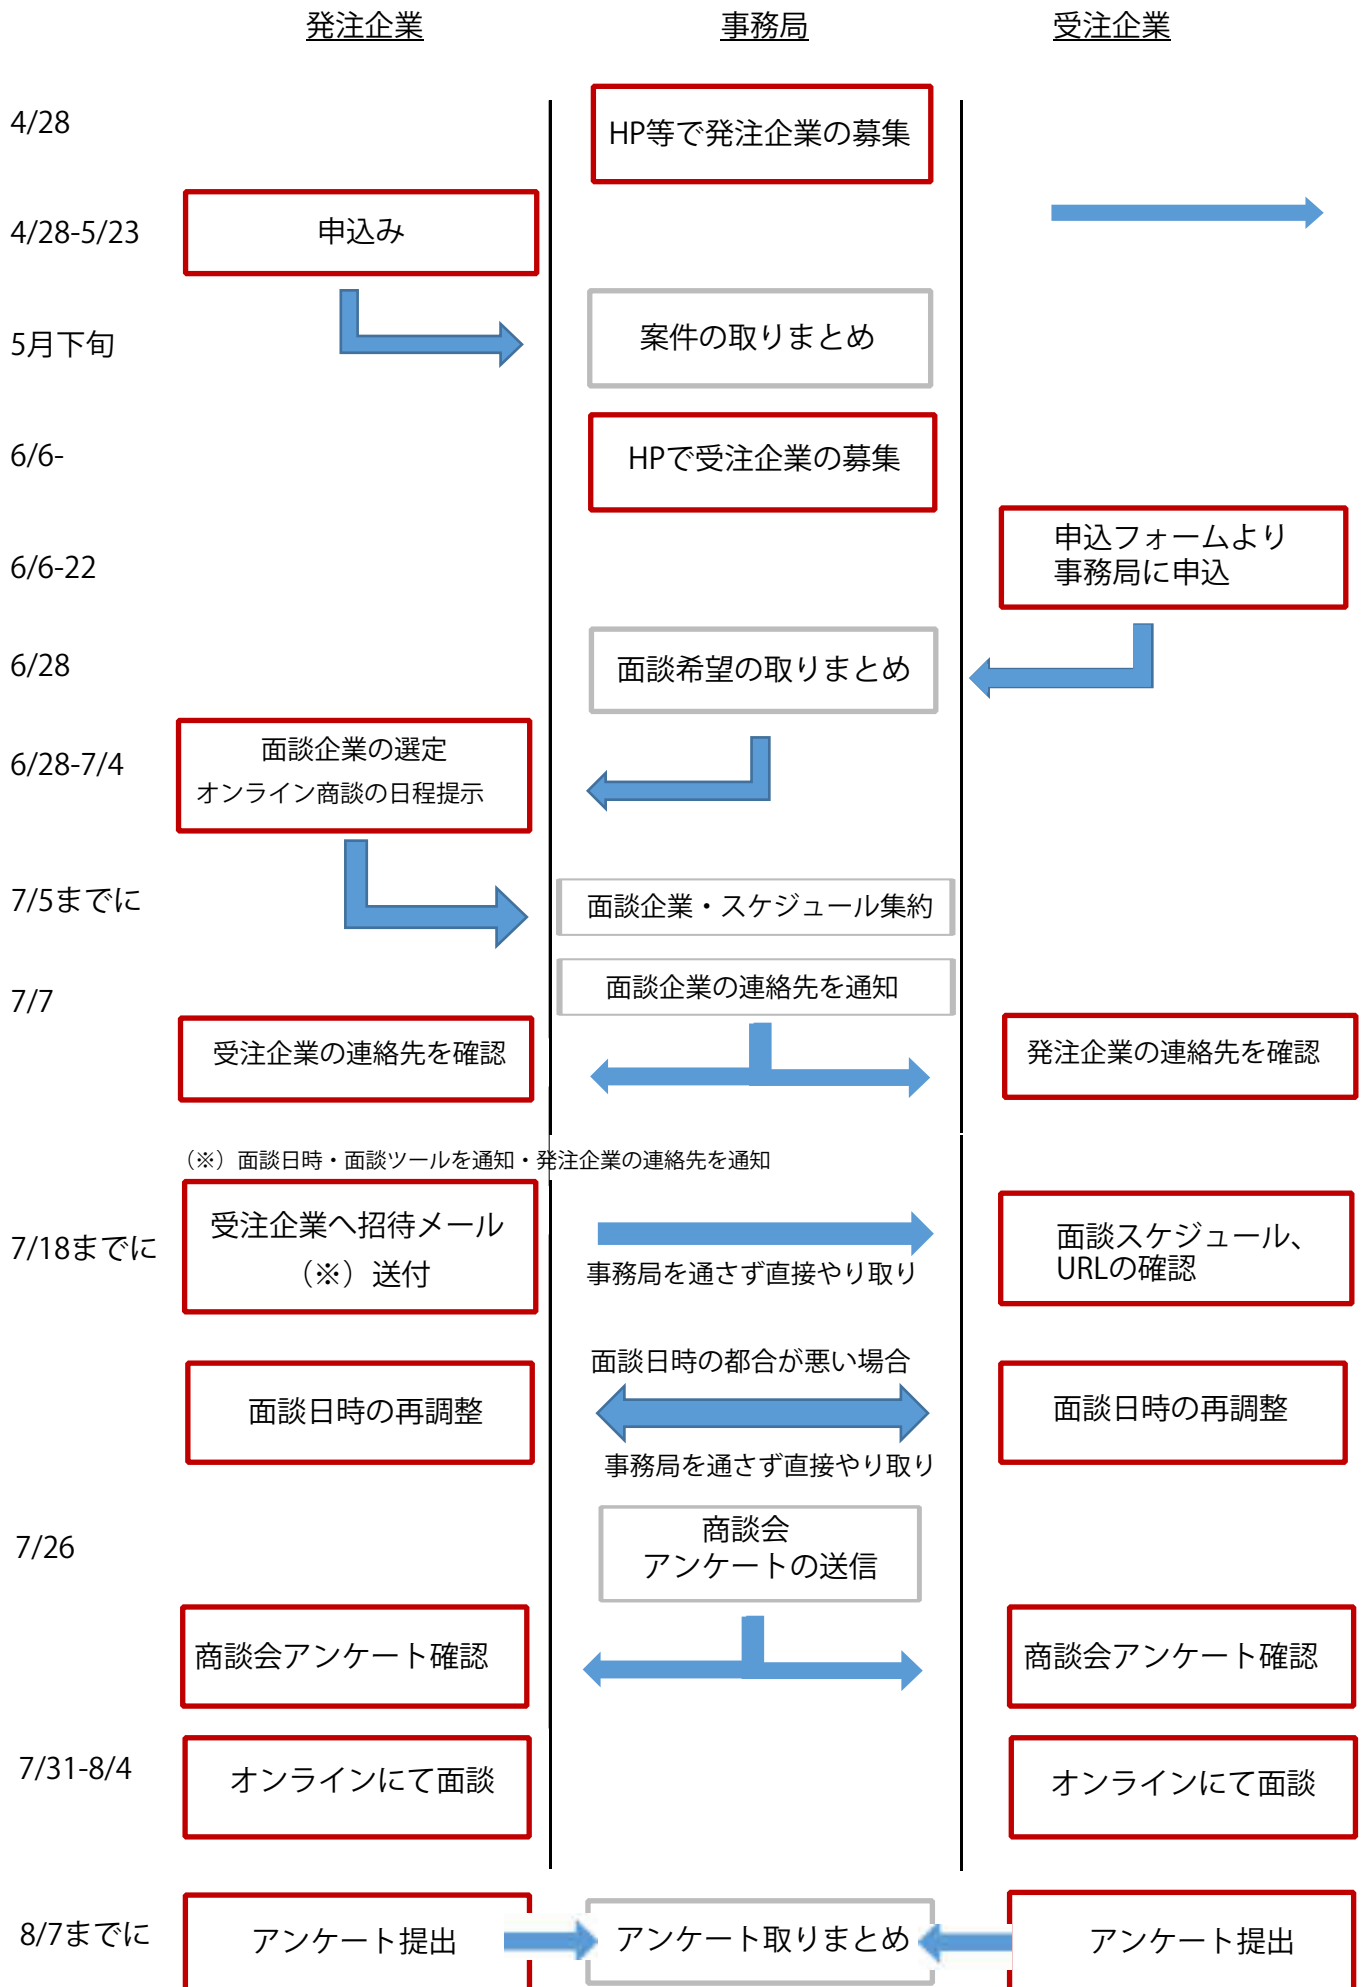 発注企業
事務局
受注企業
4/28
HP等で発注企業の募集
4/28-5/23
申込み
5月下旬
案件の取りまとめ
6/6-
HPで受注企業の募集
6/6-22
申込フォームより
事務局に申込
6/28
面談希望の取りまとめ
6/28-7/4
面談企業の選定
オンライン商談の日程提示
7/5までに
面談企業・スケジュール集約
7/7
面談企業の連絡先を通知
受注企業の連絡先を確認
発注企業の連絡先を確認
（※）面談日時・面談ツールを通知・発注企業の連絡先を通知
7/18までに
受注企業へ招待メール
（※）送付
事務局を通さず直接やり取り
面談スケジュール、
URLの確認
面談日時の都合が悪い場合
面談日時の再調整
面談日時の再調整
事務局を通さず直接やり取り
7/26
商談会
アンケートの送信
商談会アンケート確認
商談会アンケート確認
7/31-8/4
オンラインにて面談
オンラインにて面談
8/7までに
アンケート提出
アンケート取りまとめ
アンケート提出